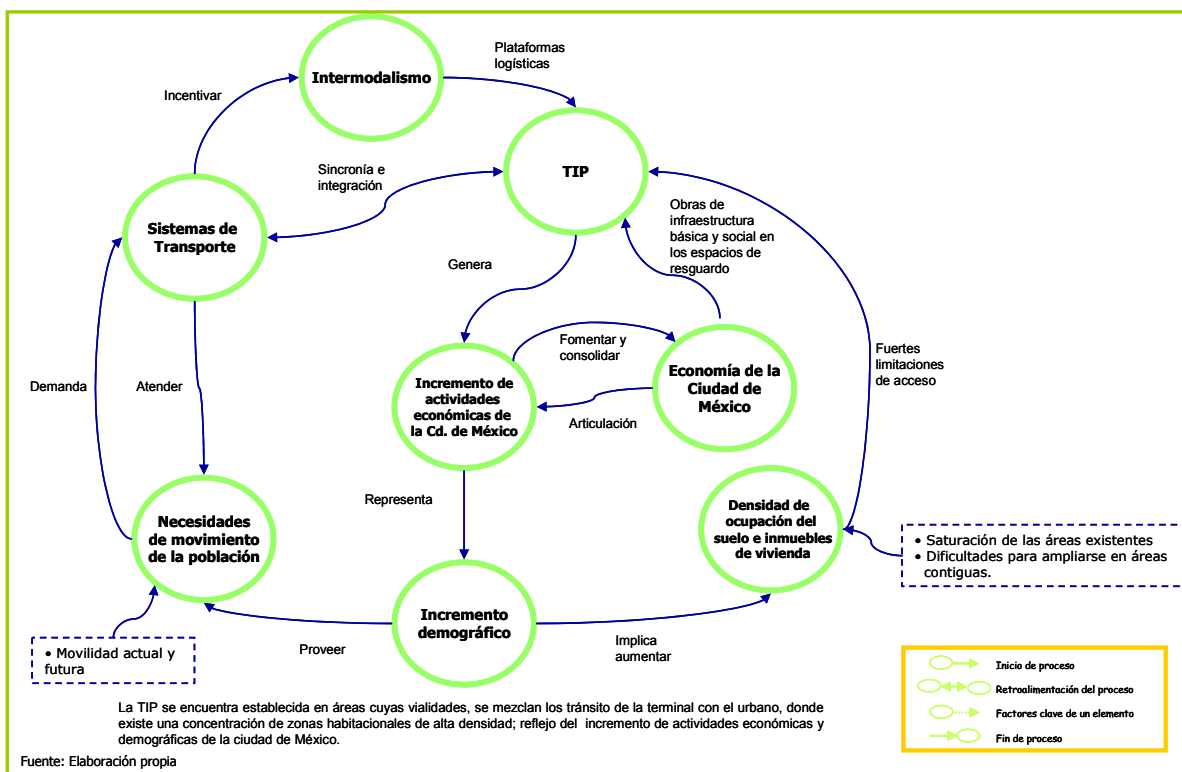 Plataformas
logísticas
Intermodalismo
Incentivar
Sincronía e
integración
TIP
Sistemas de
Transporte
Obras de
infraestructura
básica y social en
los espacios de
resguardo
Genera
Fomentar y
consolidar
Fuertes
limitaciones
de acceso
Demanda
Atender
Incremento de
actividades
económicas de
la Cd. de México
Economía de la
Ciudad de
México
Articulación
Representa
Necesidades
de movimiento
de la población
Densidad de
ocupación del
suelo e inmuebles
de vivienda
• Saturación de las áreas existentes
• Dificultades para ampliarse en áreas
contiguas.
Incremento
demográfico
Proveer
Implica
aumentar
• Movilidad actual y
futura
Inicio de proceso
Retroalimentación del proceso
Factores clave de un elemento
Fin de proceso
La TIP se encuentra establecida en áreas cuyas vialidades, se mezclan los tránsito de la terminal con el urbano, donde
existe una concentración de zonas habitacionales de alta densidad; reflejo del incremento de actividades económicas y
demográficas de la ciudad de México.
Fuente: Elaboración propia